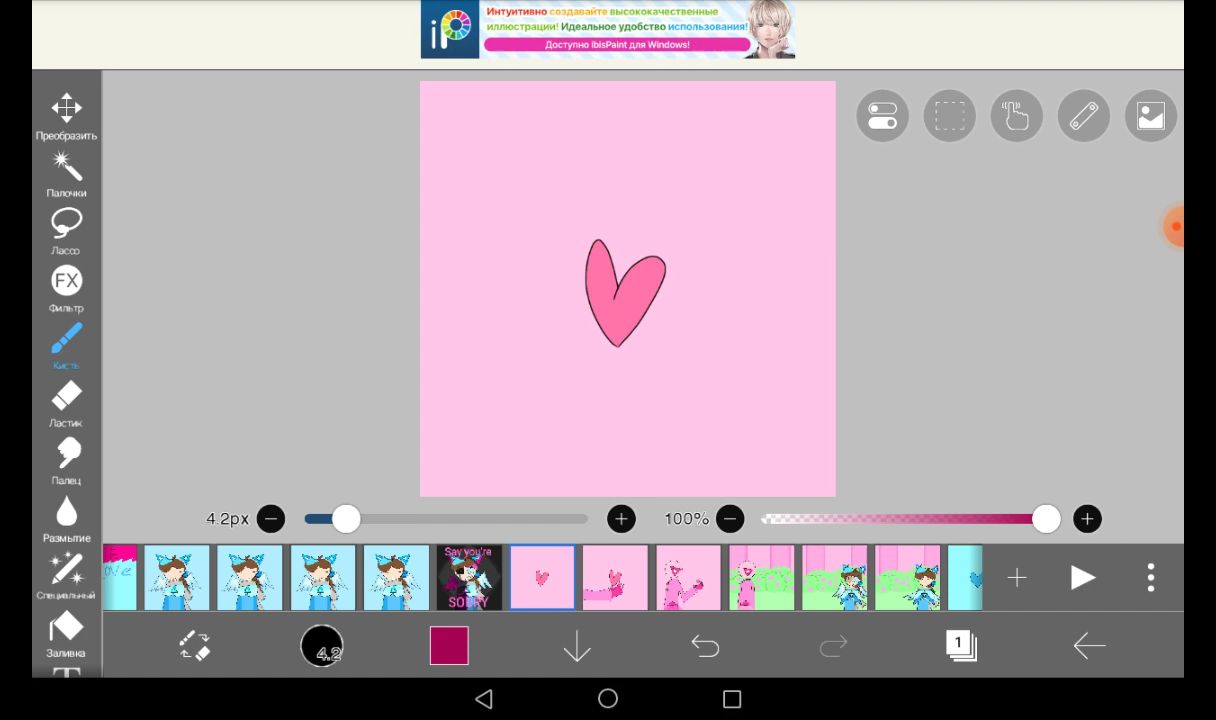 Интуитивно создавайте высококачественные
иллюстрации! Идеальное удобство использования!
Доступно ibisPaint для Windows!
iP
Преобразить
Палочки
Лассо
FX
Фильтр
Кисть
Ластик
Палец
Размытие
Специальный
Заливка
T
4.2px
100%
Say you're
SORRY
4.2
1